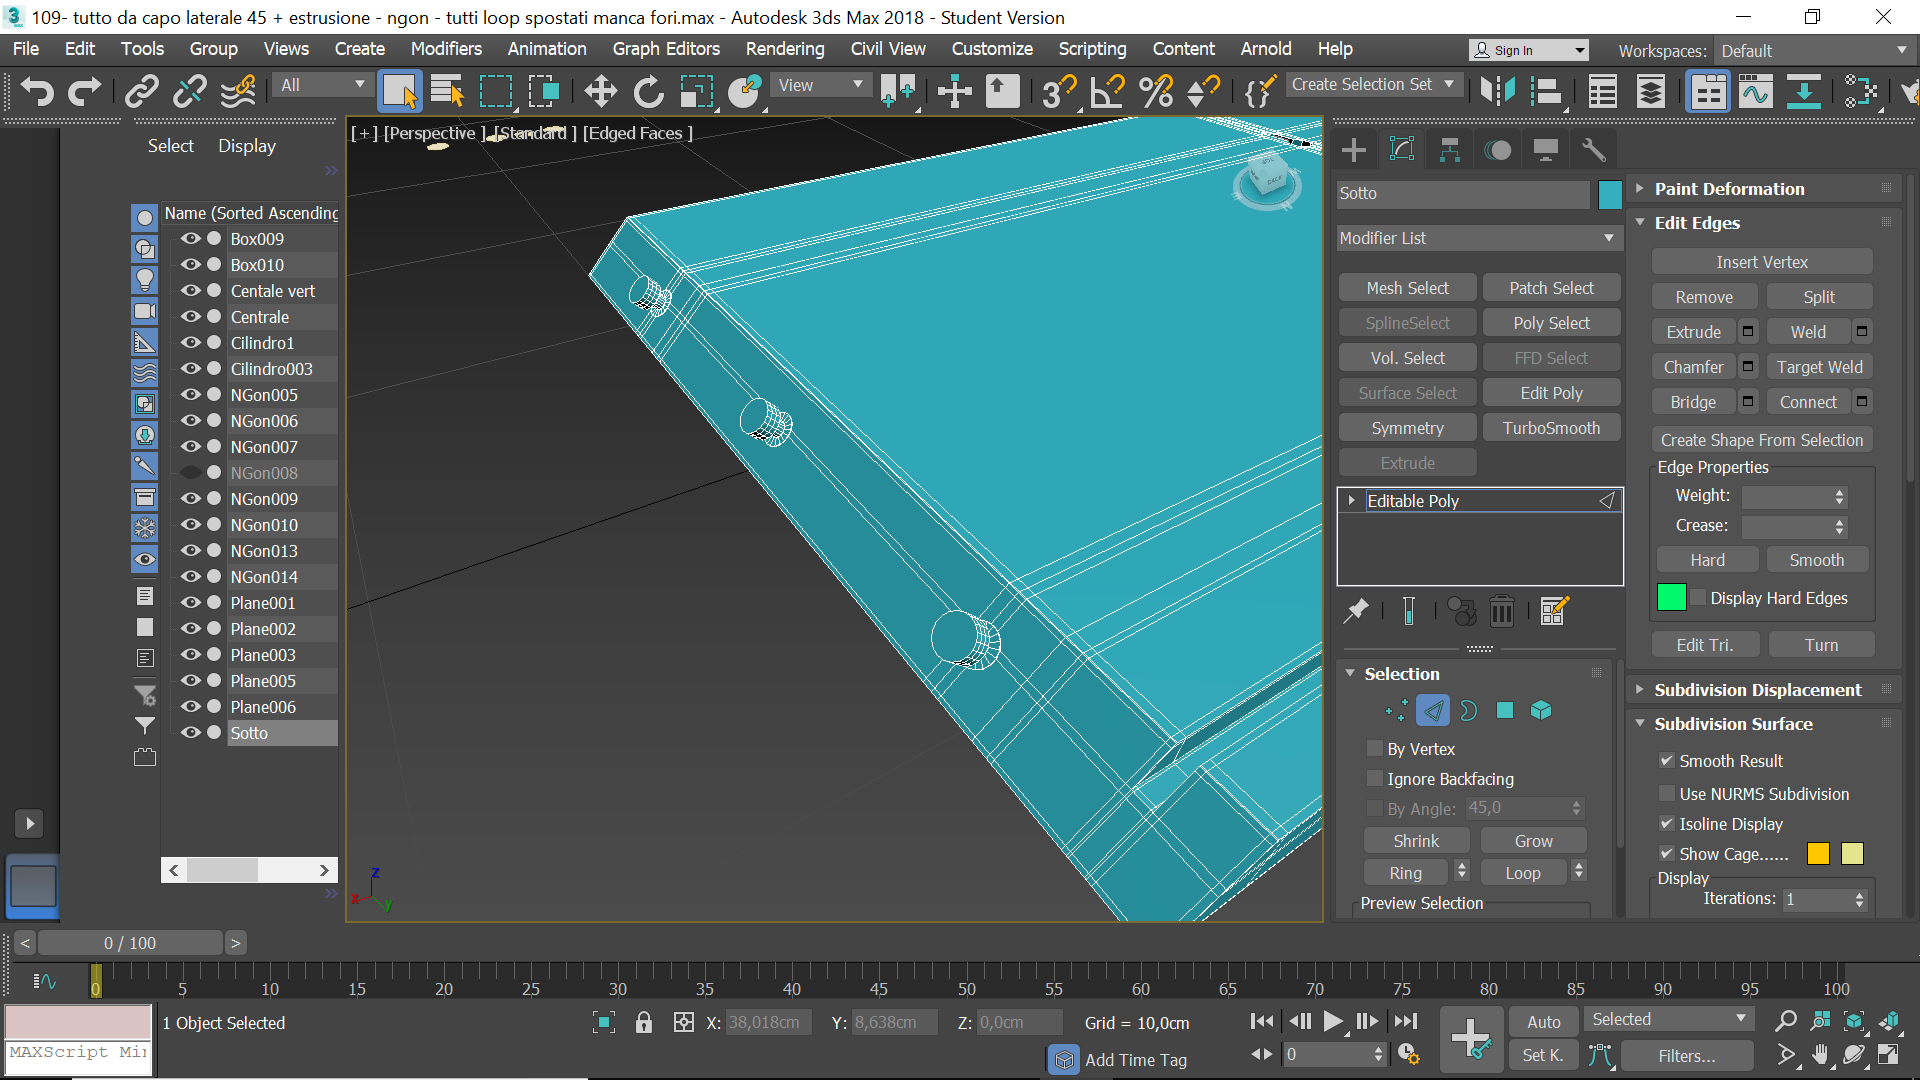 109- tutto da capo laterale 45 + estrusione - ngon - tutti loop spostati manca fori.max - Autodesk 3ds Max 2018 - Student Version
File Edit Tools Group Views Create Modifiers Animation Graph Editors Rendering Civil View Customize Scripting Content Arnold Help
Sign In
Workspaces: Default
All
View
Create Selection Set
Select Display
[ + ] [Perspective ] [Standard ] [Edged Faces ]
Name (Sorted Ascending
Box009
Box010
Centale vert
Centrale
Cilindro1
Cilindro003
NGon005
NGon006
NGon007
NGon008
NGon009
NGon010
NGon013
NGon014
Plane001
Plane002
Plane003
Plane005
Plane006
Sotto
BACK
z
x
y
Sotto
Modifier List
Mesh Select Patch Select
SplineSelect Poly Select
Vol. Select FFD Select
Surface Select Edit Poly
Symmetry TurboSmooth
Extrude
Editable Poly
Selection
By Vertex
Ignore Backfacing
By Angle: 45,0
Shrink Grow
Ring Loop
Preview Selection
Paint Deformation
Edit Edges
Insert Vertex
Remove Split
Extrude Weld
Chamfer Target Weld
Bridge Connect
Create Shape From Selection
Edge Properties
Weight:
Crease:
Hard Smooth
Display Hard Edges
Edit Tri. Turn
Subdivision Displacement
Subdivision Surface
Smooth Result
Use NURMS Subdivision
Isoline Display
Show Cage......
Display
Iterations: 1
< 0 / 100 >
0 5 10 15 20 25 30 35 40 45 50 55 60 65 70 75 80 85 90 95 100
1 Object Selected
X: 38,018cm Y: 8,638cm Z: 0,0cm Grid = 10,0cm
Auto Selected
MAXScript Mi
Add Time Tag
0
Set K. Filters...